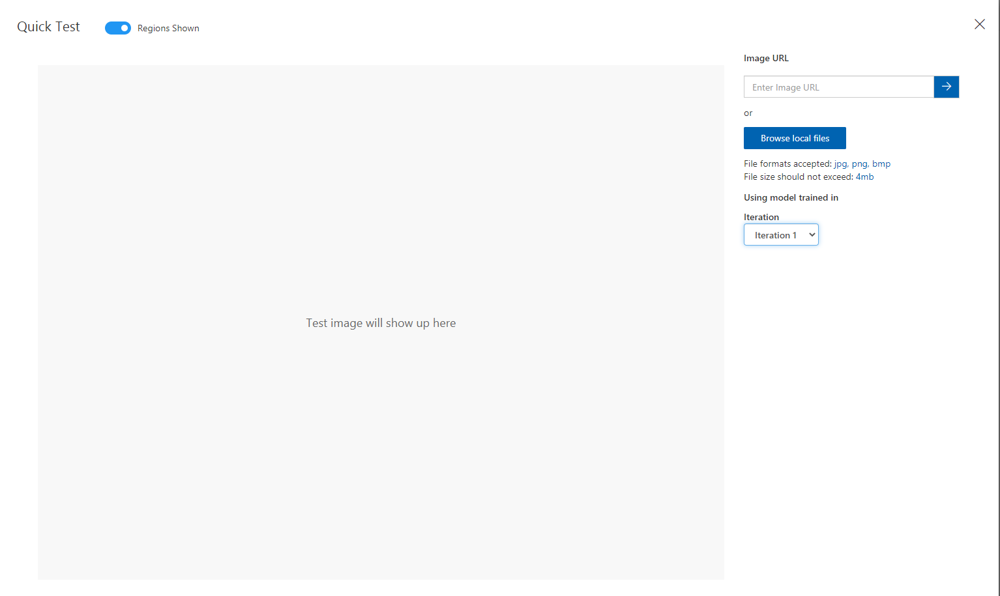 Quick Test
Regions Shown
Image URL
Enter Image URL
or
Browse local files
File formats accepted: jpg, png, bmp
File size should not exceed: 4mb
Using model trained in
Iteration
Iteration 1
Test image will show up here